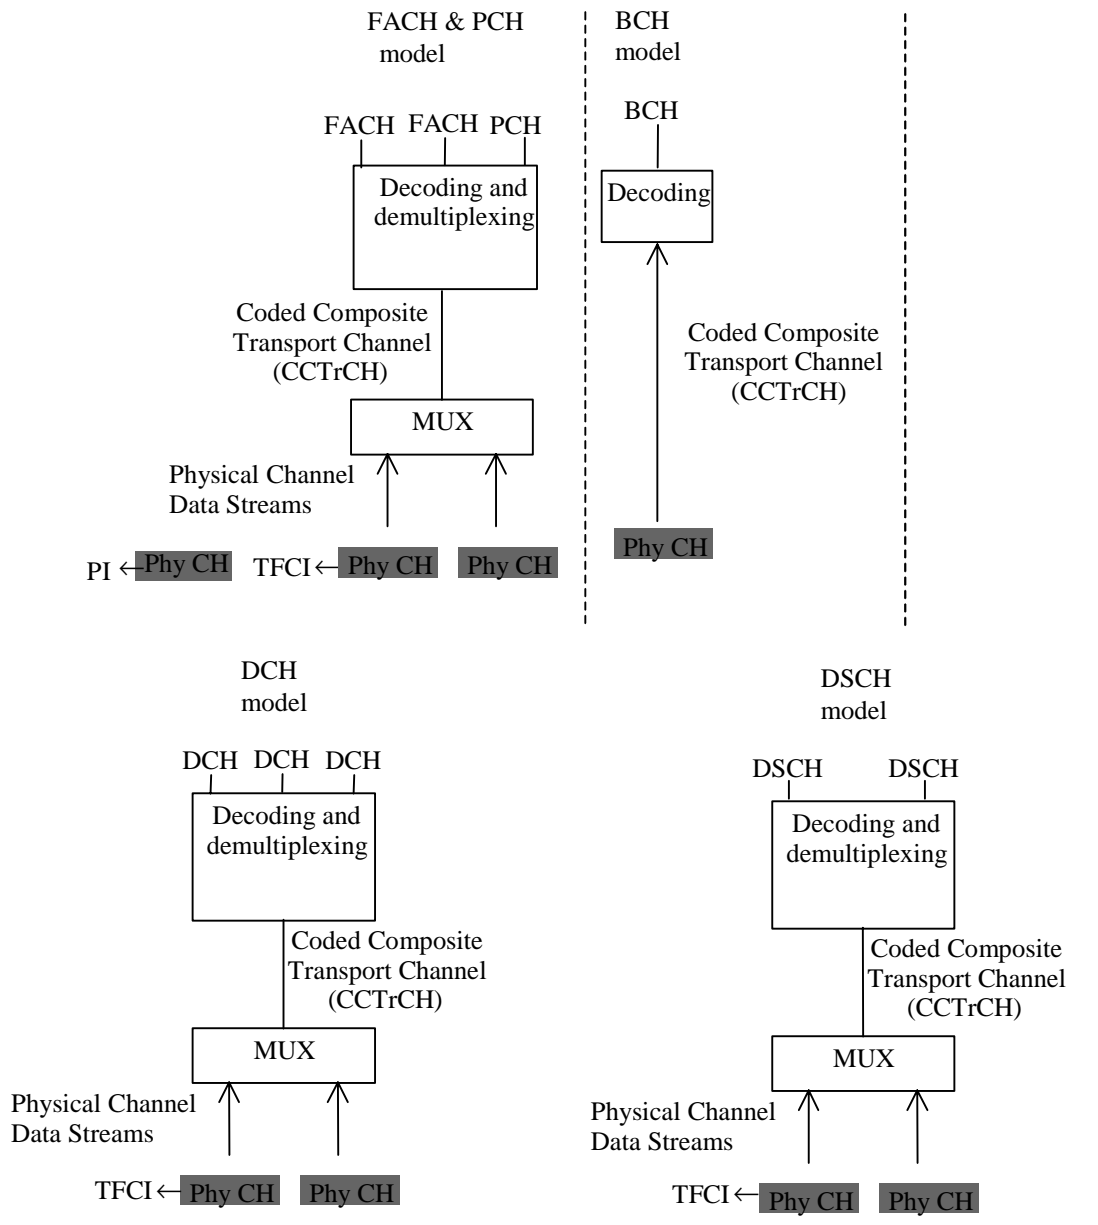 FACH & PCH
model
FACH FACH PCH
Decoding and
demultiplexing
Coded Composite
Transport Channel
(CCTrCH)
MUX
Physical Channel
Data Streams
PI Phy CH TFCI Phy CH Phy CH
BCH
model
BCH
Decoding
Coded Composite
Transport Channel
(CCTrCH)
Phy CH
DCH
model
DCH DCH DCH
Decoding and
demultiplexing
Coded Composite
Transport Channel
(CCTrCH)
MUX
Physical Channel
Data Streams
TFCI Phy CH Phy CH
DSCH
model
DSCH DSCH
Decoding and
demultiplexing
Coded Composite
Transport Channel
(CCTrCH)
MUX
Physical Channel
Data Streams
TFCI Phy CH Phy CH